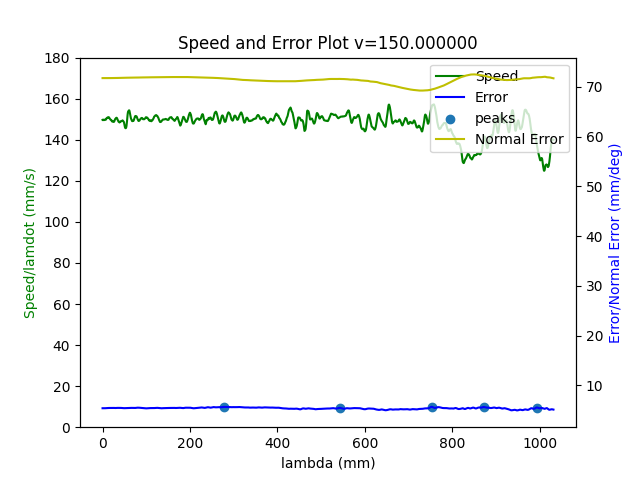 Speed and Error Plot v=150.000000
Speed
Error
peaks
Normal Error
180
160
140
120
100
80
60
40
20
0
Speed/lamdot (mm/s)
70
60
50
40
30
20
10
Error/Normal Error (mm/deg)
0 200 400 600 800 1000
lambda (mm)